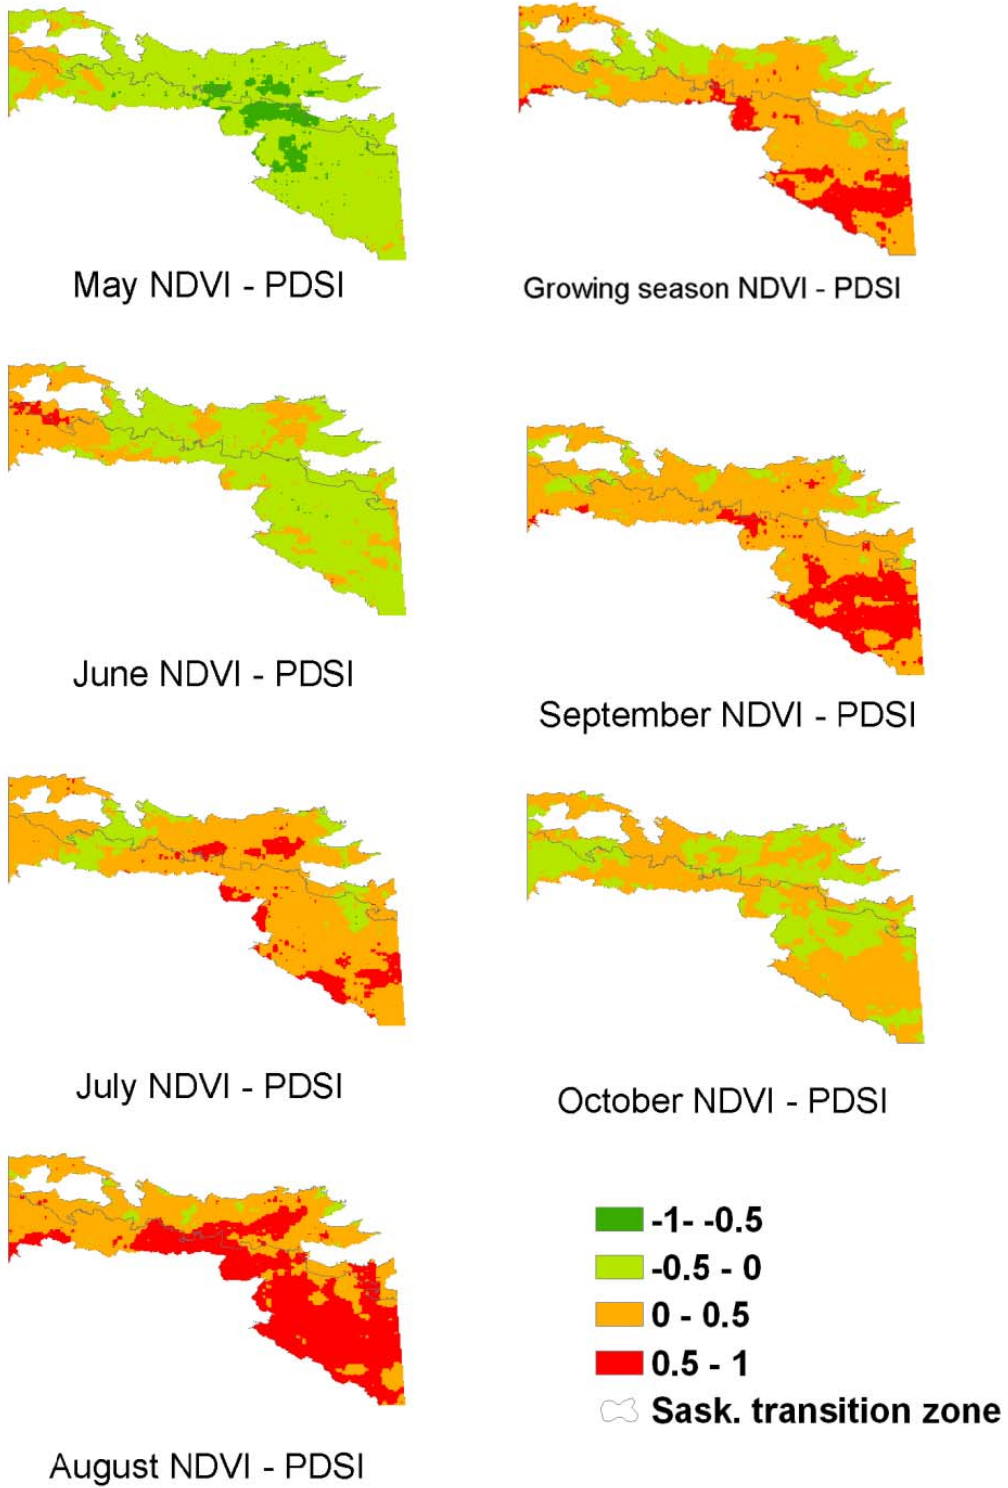 May NDVI - PDSI
Growing season NDVI - PDSI
June NDVI - PDSI
September NDVI - PDSI
July NDVI - PDSI
October NDVI - PDSI
August NDVI - PDSI
-1- -0.5
-0.5 - 0
0 - 0.5
0.5 - 1
Sask. transition zone